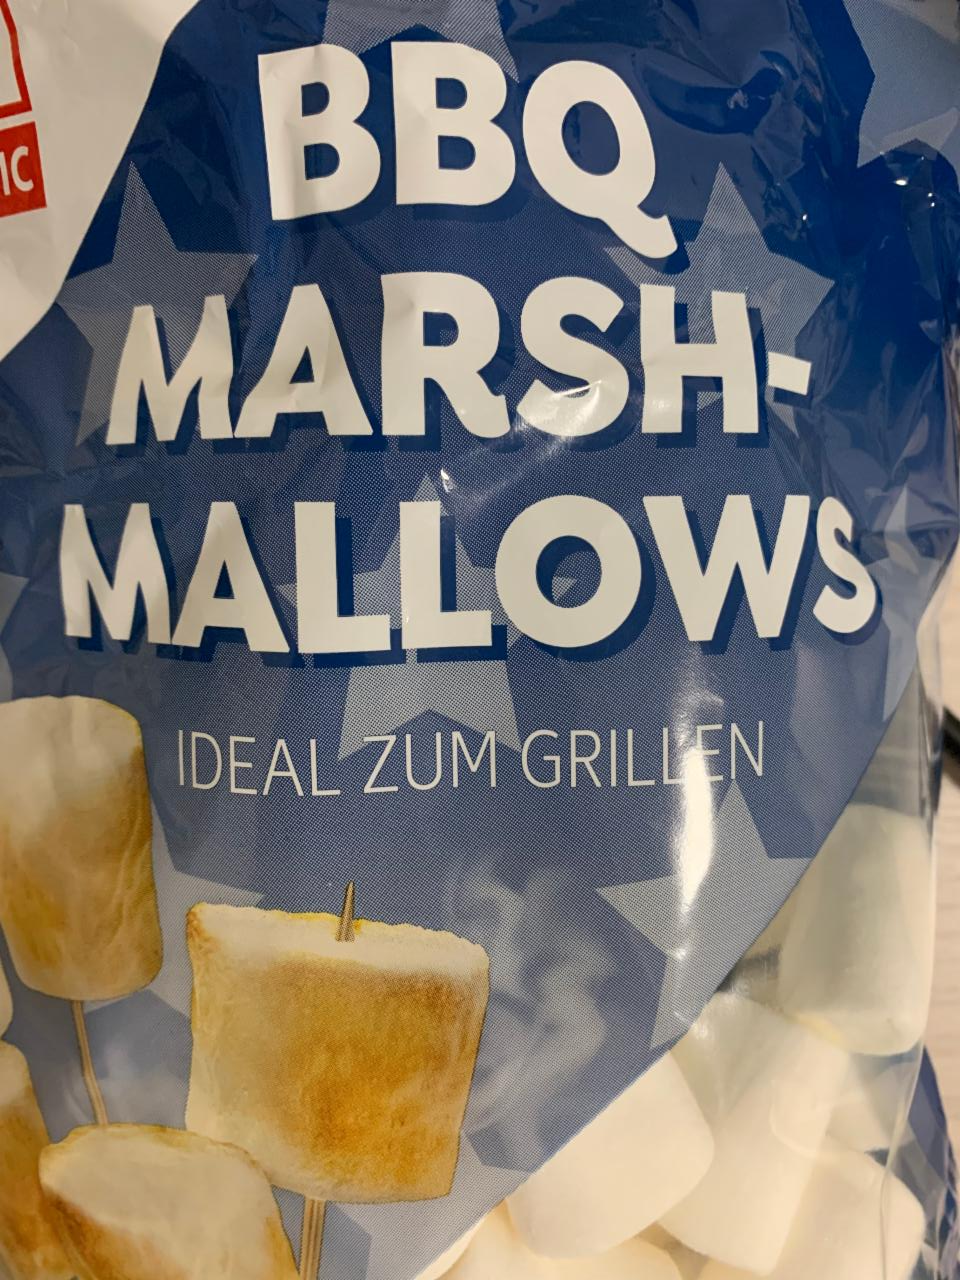 BBQ
MARSH-
MALLOWS
IDEAL ZUM GRILLEN